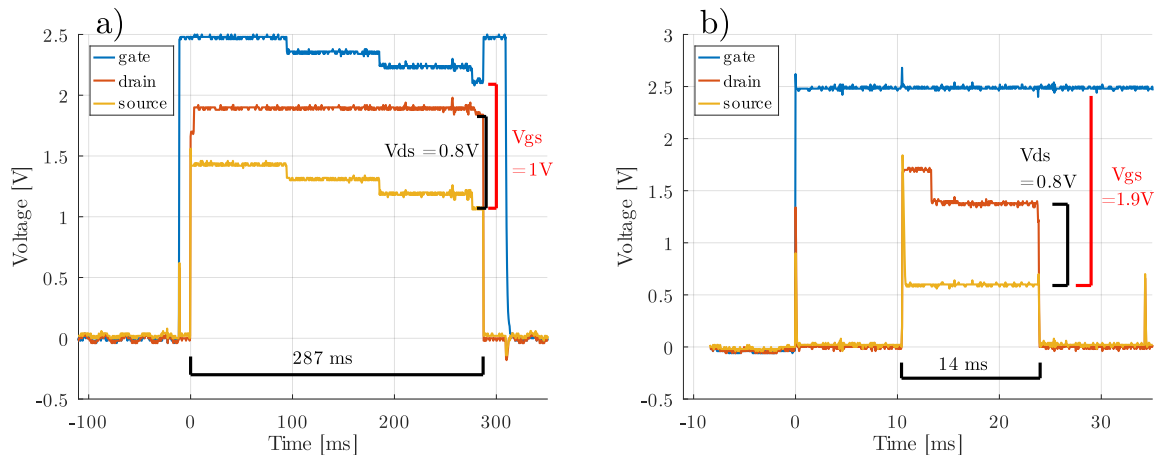 a)
gate
drain
source
Vds =0.8V
Vgs
=1V
287 ms
2.5
2
1.5
1
0.5
0
-0.5
-100
0
100
200
300
Voltage [V]
Time [ms]
b)
gate
drain
source
Vds
=0.8V
Vgs
=1.9V
14 ms
3
2.5
2
1.5
1
0.5
0
-0.5
-10
0
10
20
30
Voltage [V]
Time [ms]